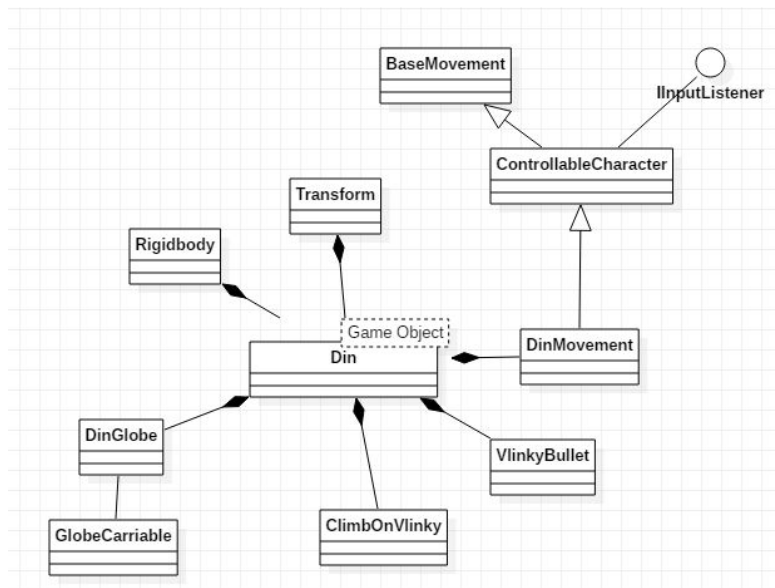 BaseMovement
IInputListener
ControllableCharacter
Transform
Rigidbody
Game Object
Din
DinMovement
DinGlobe
VlinkyBullet
GlobeCarriable
ClimbOnVlinky